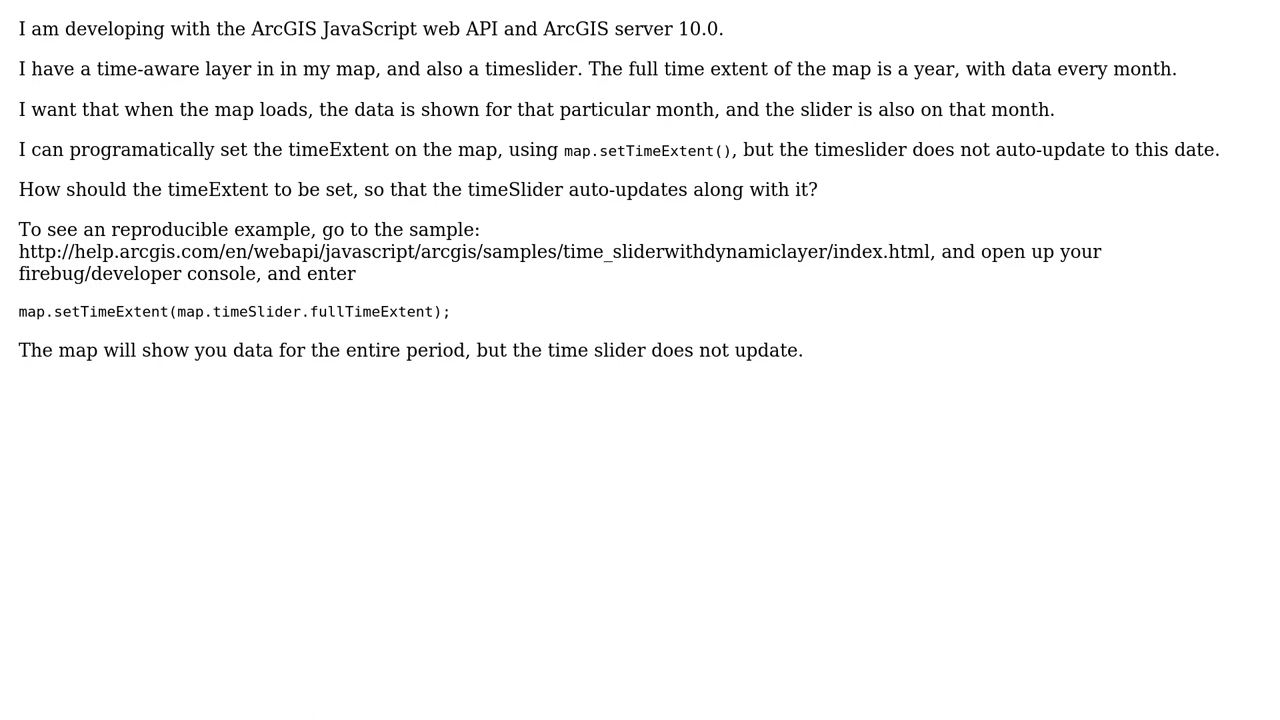 I am developing with the ArcGIS JavaScript web API and ArcGIS server 10.0.
I have a time-aware layer in in my map, and also a timeslider. The full time extent of the map is a year, with data every month.
I want that when the map loads, the data is shown for that particular month, and the slider is also on that month.
I can programatically set the timeExtent on the map, using map.setTimeExtent(), but the timeslider does not auto-update to this date.
How should the timeExtent to be set, so that the timeSlider auto-updates along with it?
To see an reproducible example, go to the sample:
http://help.arcgis.com/en/webapi/javascript/arcgis/samples/time_sliderwithdynamiclayer/index.html, and open up your
firebug/developer console, and enter
map.setTimeExtent(map.timeSlider.fullTimeExtent);
The map will show you data for the entire period, but the time slider does not update.